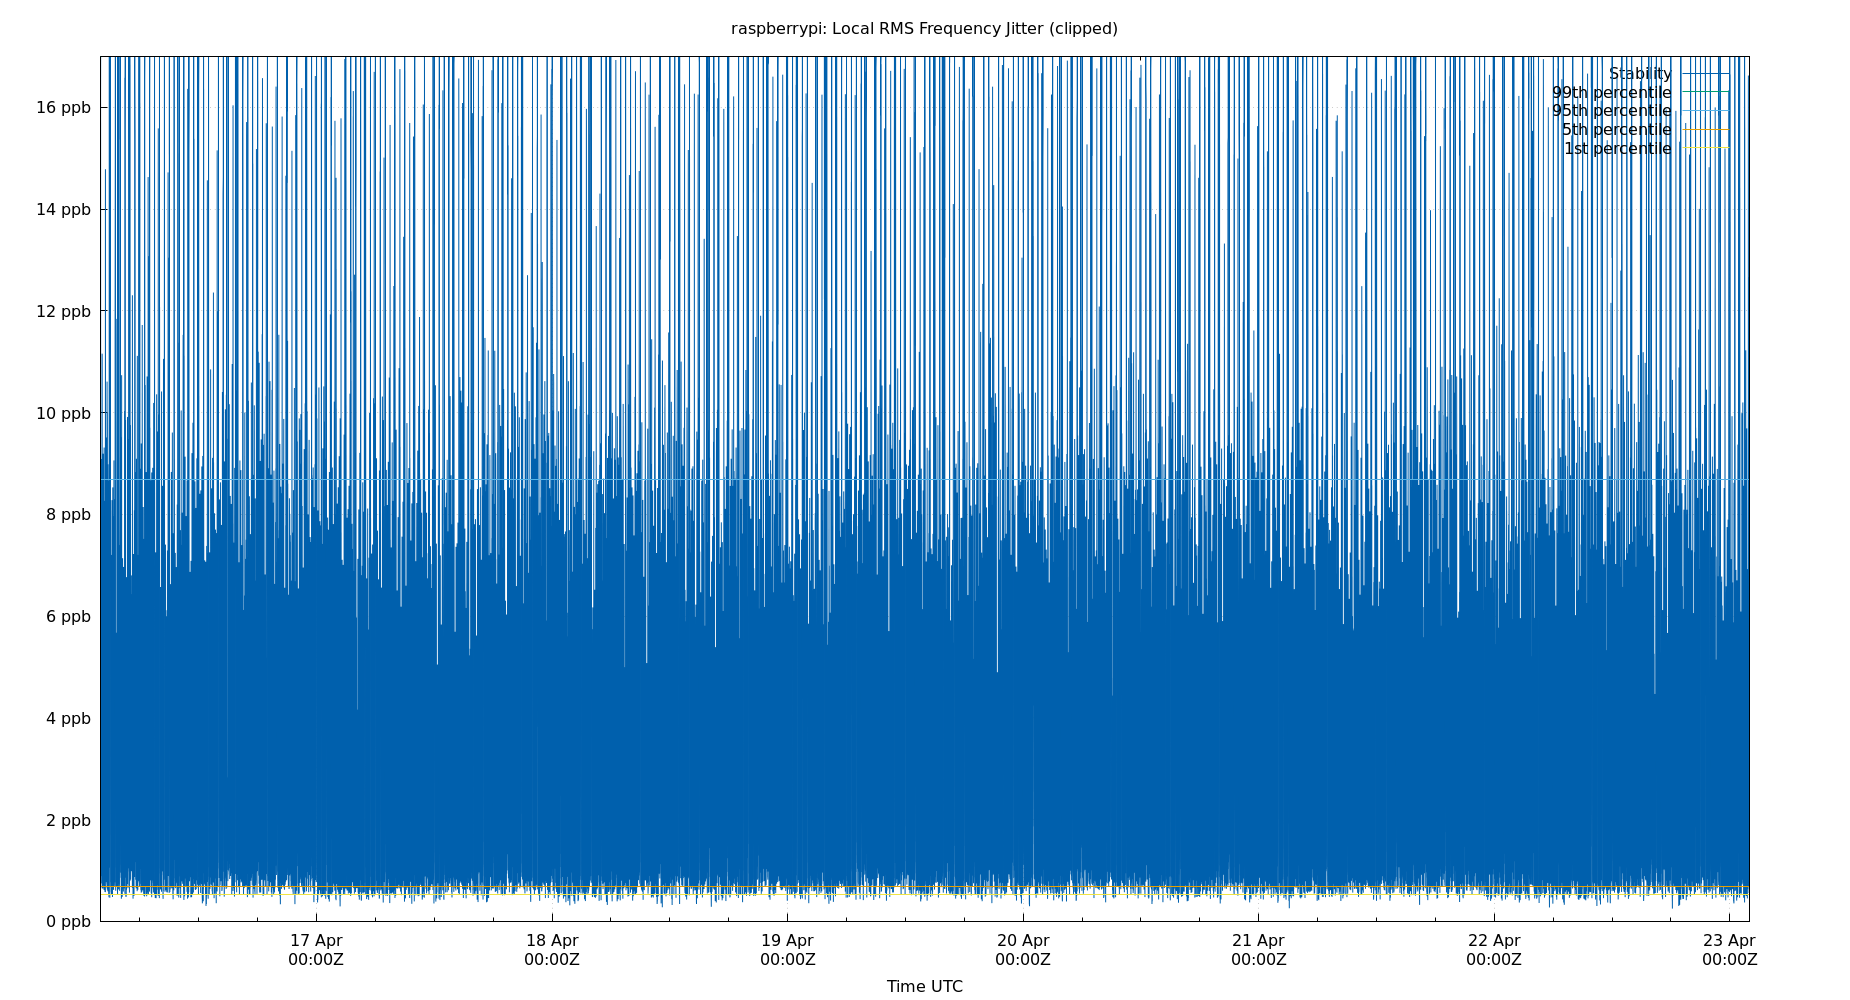 raspberrypi: Local RMS Frequency Jitter (clipped)
Stability
99th percentile
95th percentile
5th percentile
1st percentile
16 ppb
14 ppb
12 ppb
10 ppb
8 ppb
6 ppb
4 ppb
2 ppb
0 ppb
17 Apr 18 Apr 19 Apr 20 Apr 21 Apr 22 Apr 23 Apr
00:00Z 00:00Z 00:00Z 00:00Z 00:00Z 00:00Z 00:00Z
Time UTC